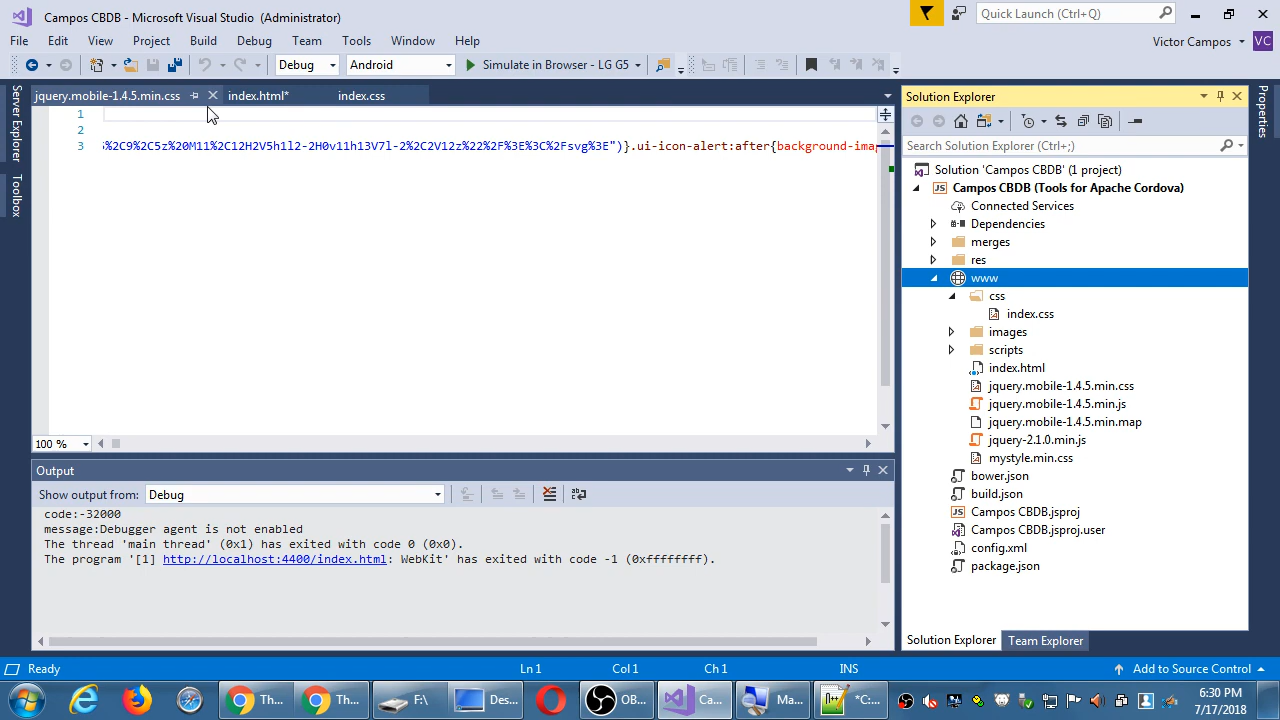 Campos CBDB - Microsoft Visual Studio (Administrator)
Quick Launch (Ctrl+Q)
File Edit View Project Build Debug Team Tools Window Help
Victor Campos VC
Debug Android Simulate in Browser - LG G5
jquery.mobile-1.4.5.min.css index.html* index.css
Server Explorer
Toolbox
1
2
3 %2C9%2C5z%20M11%2C12H2V5h1l2-2H0v11h13V7l-2%2C2V12z%22%2F%3E%3C%2Fsvg%3E")}.ui-icon-alert:after{background-imag
100 %
Output
Show output from: Debug
code:-32000
message:Debugger agent is not enabled
The thread 'main thread' (0x1) has exited with code 0 (0x0).
The program '[1] http://localhost:4400/index.html: WebKit' has exited with code -1 (0xffffffff).
Solution Explorer
Search Solution Explorer (Ctrl+;)
Solution 'Campos CBDB' (1 project)
JS Campos CBDB (Tools for Apache Cordova)
Connected Services
Dependencies
merges
res
www
css
index.css
images
scripts
index.html
jquery.mobile-1.4.5.min.css
jquery.mobile-1.4.5.min.js
jquery.mobile-1.4.5.min.map
jquery-2.1.0.min.js
mystyle.min.css
bower.json
build.json
JS Campos CBDB.jsproj
Campos CBDB.jsproj.user
config.xml
package.json
Solution Explorer Team Explorer
Properties
Ready Ln 1 Col 1 Ch 1 INS Add to Source Control
Th... Th... F:\ Des... OB... Ca... Ma... *C:...
6:30 PM
7/17/2018